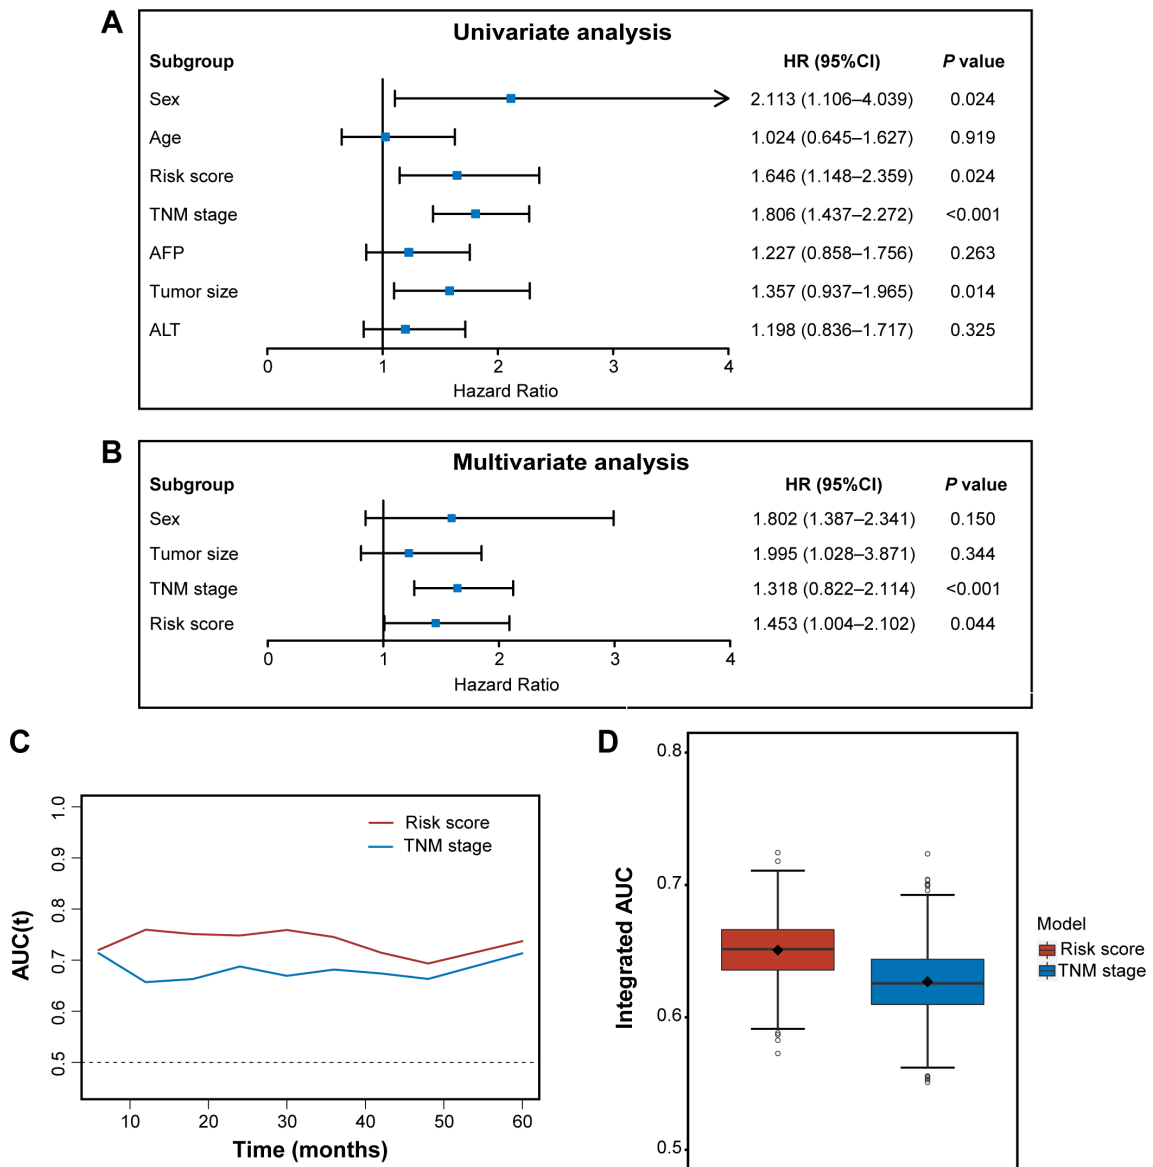 A
Univariate analysis
Subgroup HR (95%CI) P value
Sex 2.113 (1.106–4.039) 0.024
Age 1.024 (0.645–1.627) 0.919
Risk score 1.646 (1.148–2.359) 0.024
TNM stage 1.806 (1.437–2.272) <0.001
AFP 1.227 (0.858–1.756) 0.263
Tumor size 1.357 (0.937–1.965) 0.014
ALT 1.198 (0.836–1.717) 0.325
0 1 2 3 4
Hazard Ratio
B
Multivariate analysis
Subgroup HR (95%CI) P value
Sex 1.802 (1.387–2.341) 0.150
Tumor size 1.995 (1.028–3.871) 0.344
TNM stage 1.318 (0.822–2.114) <0.001
Risk score 1.453 (1.004–2.102) 0.044
0 1 2 3 4
Hazard Ratio
C
AUC(t)
1.0
0.9
0.8
0.7
0.6
0.5
Risk score
TNM stage
10 20 30 40 50 60
Time (months)
D
Integrated AUC
0.8
0.7
0.6
0.5
Model
Risk score
TNM stage